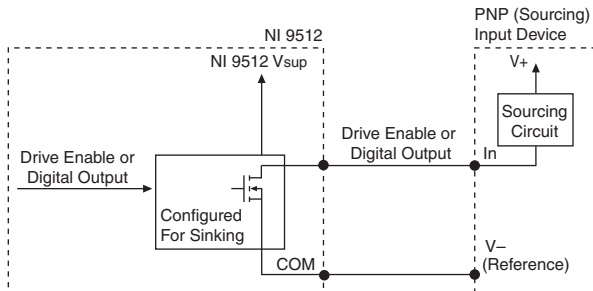 PNP (Sourcing)
Input Device
NI 9512
NI 9512 Vsup
V+
Sourcing
Circuit
Drive Enable or
Digital Output
Drive Enable or
Digital Output
In
Configured
For Sinking
COM
V–
(Reference)